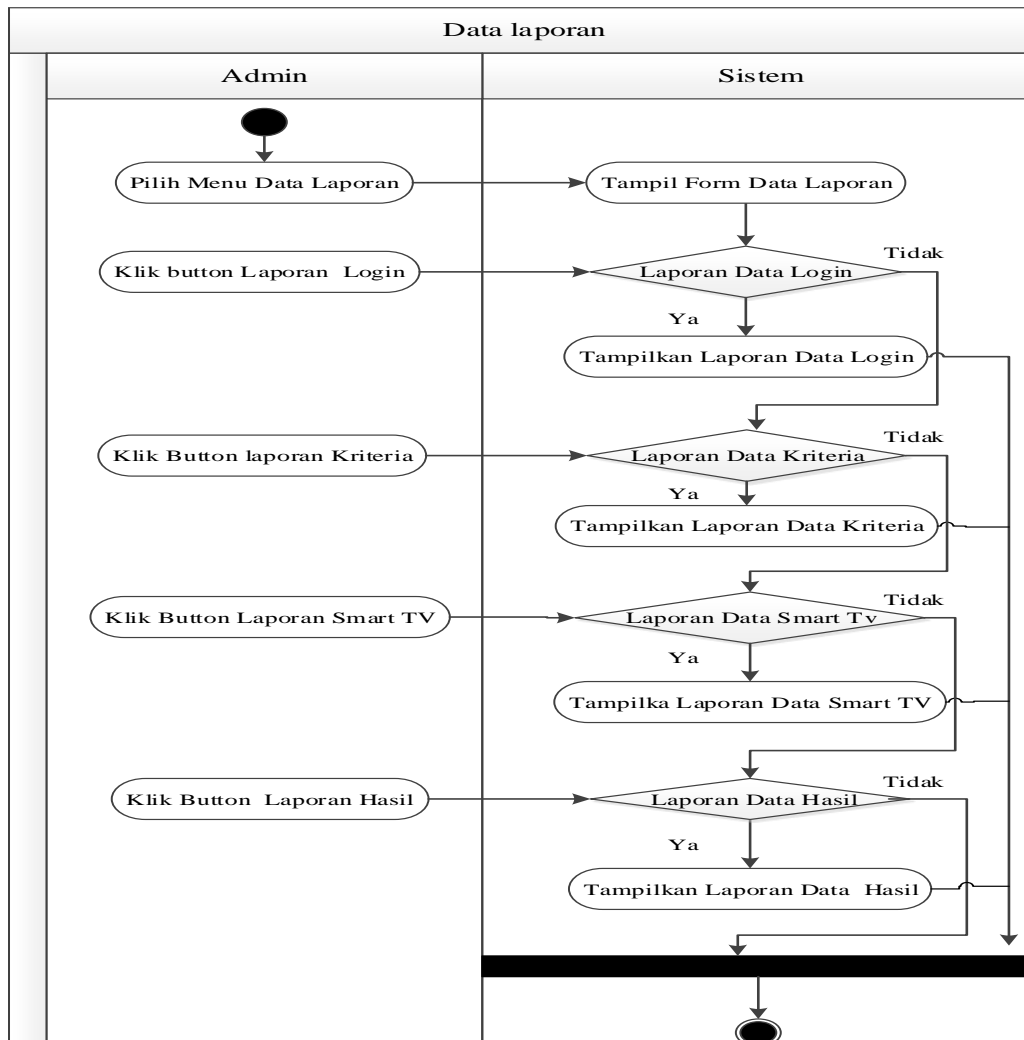 Data laporan
Admin
Sistem
Pilih Menu Data Laporan
Tampil Form Data Laporan
Klik button Laporan Login
Laporan Data Login
Tidak
Ya
Tampilkan Laporan Data Login
Klik Button laporan Kriteria
Laporan Data Kriteria
Tidak
Ya
Tampilkan Laporan Data Kriteria
Klik Button Laporan Smart TV
Laporan Data Smart Tv
Tidak
Ya
Tampilka Laporan Data Smart TV
Klik Button Laporan Hasil
Laporan Data Hasil
Tidak
Ya
Tampilkan Laporan Data Hasil